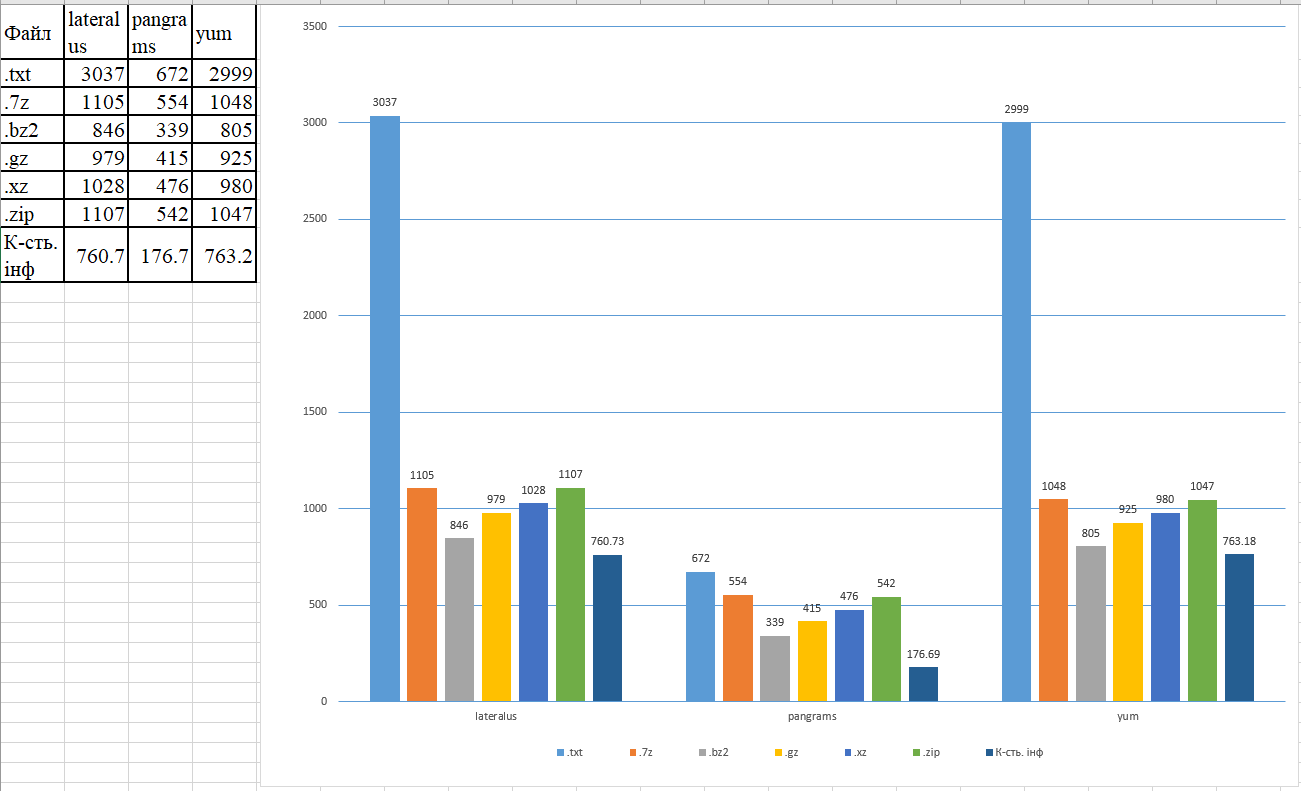 Файл lateral us pangra ms yum
.txt 3037 672 2999
.7z 1105 554 1048
.bz2 846 339 805
.gz 979 415 925
.xz 1028 476 980
.zip 1107 542 1047
К-сть. інф 760.7 176.7 763.2
3500
3000
2500
2000
1500
1000
500
0
3037
1105
846
979
1028
1107
760.73
672
554
339
415
476
542
176.69
2999
1048
805
925
980
1047
763.18
lateralus pangrams yum
.txt .7z .bz2 .gz .xz .zip К-сть. інф